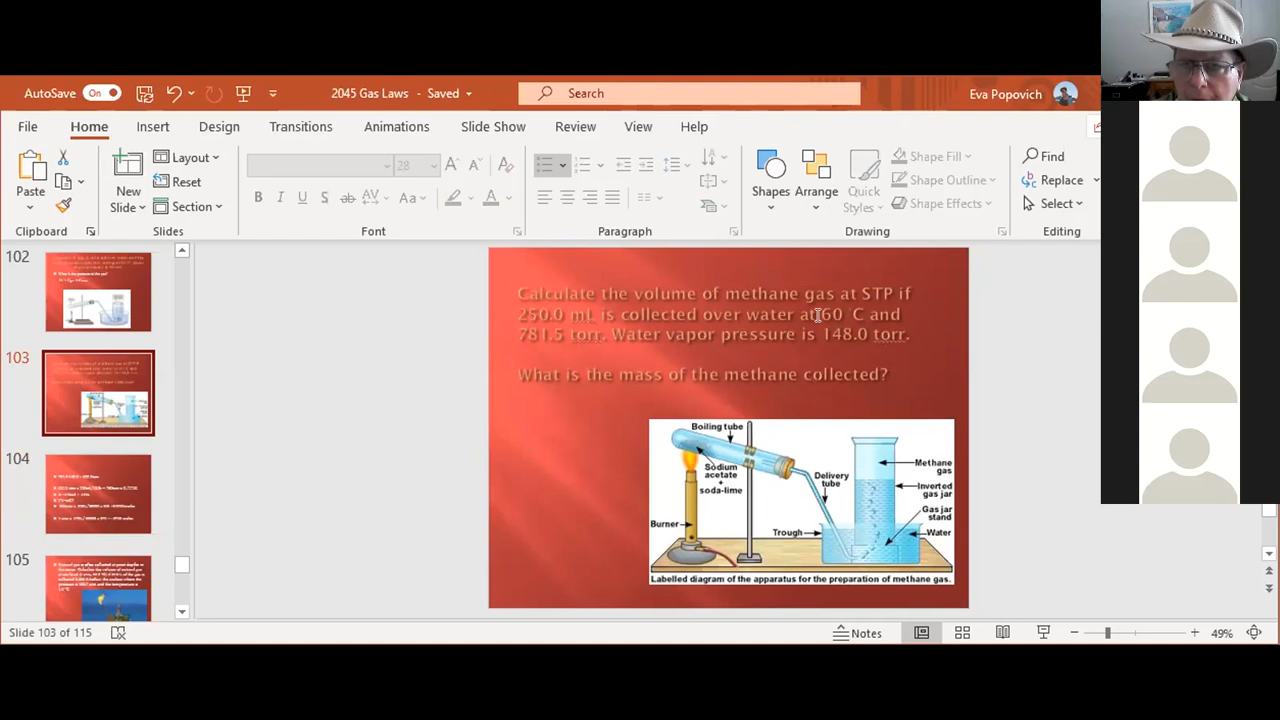 AutoSave On
2045 Gas Laws - Saved
Search
Eva Popovich
File Home Insert Design Transitions Animations Slide Show Review View Help
Paste
Clipboard
New Slide
Layout
Reset
Section
Slides
28
Font
Paragraph
Shapes
Arrange
Quick Styles
Shape Fill
Shape Outline
Shape Effects
Drawing
Find
Replace
Select
Editing
102
103
104
105
Calculate the volume of methane gas at STP if
250.0 mL is collected over water at 60 °C and
781.5 torr. Water vapor pressure is 148.0 torr.
What is the mass of the methane collected?
Boiling tube
Sodium
acetate
+
soda-lime
Burner
Delivery
tube
Trough
Methane
gas
Inverted
gas jar
Gas jar
stand
Water
Labelled diagram of the apparatus for the preparation of methane gas.
Slide 103 of 115
Notes
49%